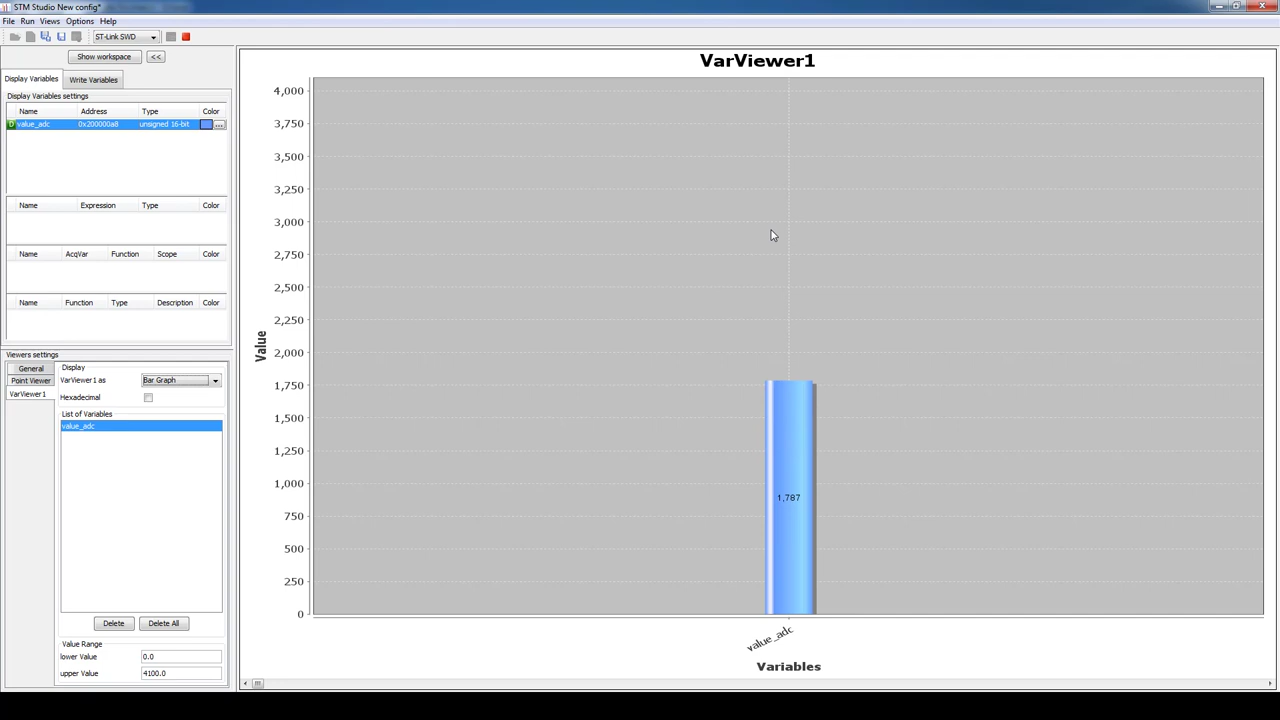 STM Studio New config*
File Run Views Options Help
ST-Link SWD
Show workspace <<
Display Variables Write Variables
Display Variables settings
Name Address Type Color
D value_adc 0x200000a8 unsigned 16-bit ...
Name Expression Type Color
Name AcqVar Function Scope Color
Name Function Type Description Color
Viewers settings
General
Point Viewer
VarViewer1
Display
VarViewer1 as Bar Graph
Hexadecimal
List of Variables
value_adc
Delete Delete All
Value Range
lower Value 0.0
upper Value 4100.0
VarViewer1
4,000
3,750
3,500
3,250
3,000
2,750
2,500
2,250
2,000
1,750
1,500
1,250
1,000
750
500
250
0
Value
1,787
value_adc
Variables